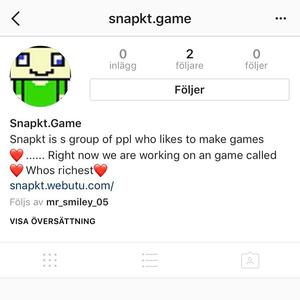 snapkt.game
0 2 0
inlägg följare följer
Följer
Snapkt.Game
Snapkt is s group of ppl who likes to make games
❤️...... Right now we are working on an game called
❤️Whos richest❤️
snapkt.webutu.com/
Följs av mr_smiley_05
VISA ÖVERSÄTTNING